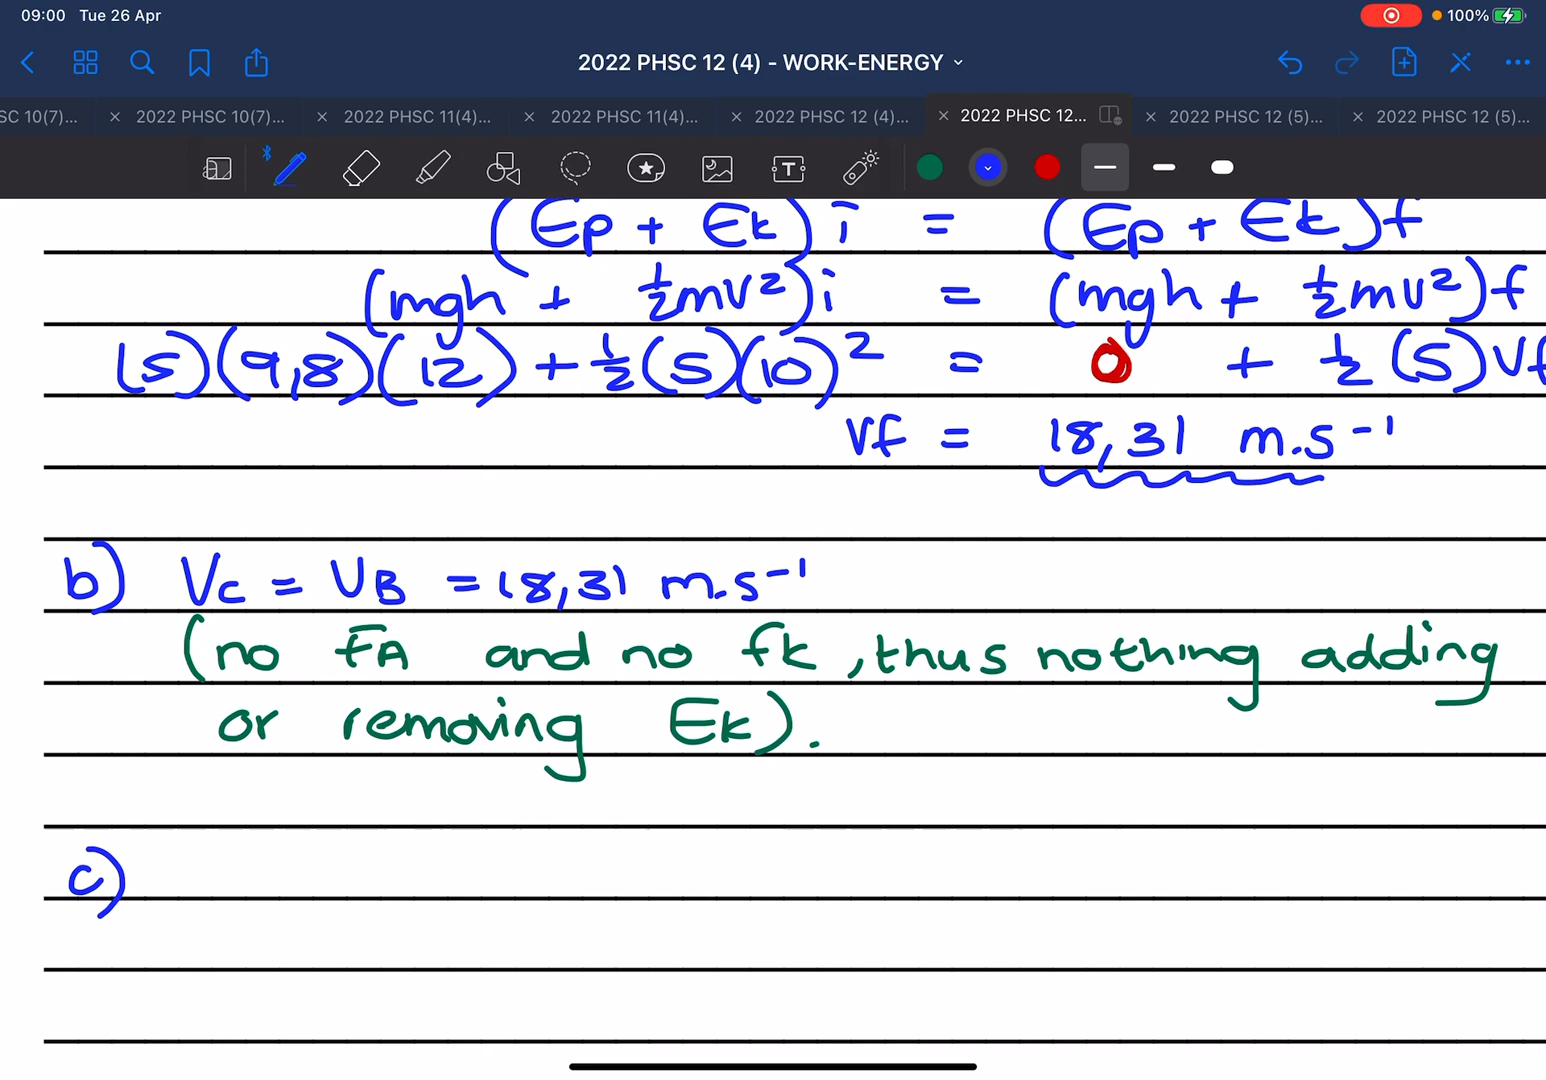 09:00 Tue 26 Apr 100%
2022 PHSC 12 (4) - WORK-ENERGY
SC 10(7)... × 2022 PHSC 10(7)... × 2022 PHSC 11(4)... × 2022 PHSC 11(4)... × 2022 PHSC 12 (4)... × 2022 PHSC 12... × 2022 PHSC 12 (5)... × 2022 PHSC 12 (5)...
(Ep + Ek)i = (Ep + Ek)f
(mgh + ½mv²)i = (mgh + ½mv²)f
(5)(9,8)(12) + ½(5)(10)² = 0 + ½(5)Vf
Vf = 18,31 m.s⁻¹
b) Vc = VB = 18,31 m.s⁻¹
(no FA and no fk, thus nothing adding
or removing Ek).
c)